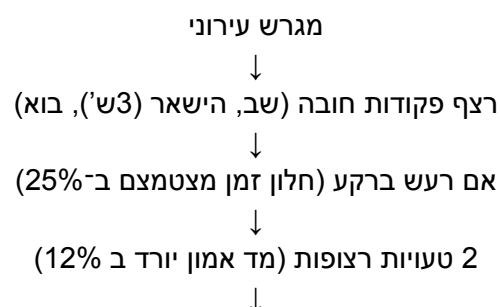 מגרש עירוני
↓
רצף פקודות חובה (שב, הישאר (3ש'), בוא)
↓
אם רעש ברקע (חלון זמן מצטמצם ב־25%)
↓
2 טעויות רצופות (מד אמון יורד ב 12%)
↓